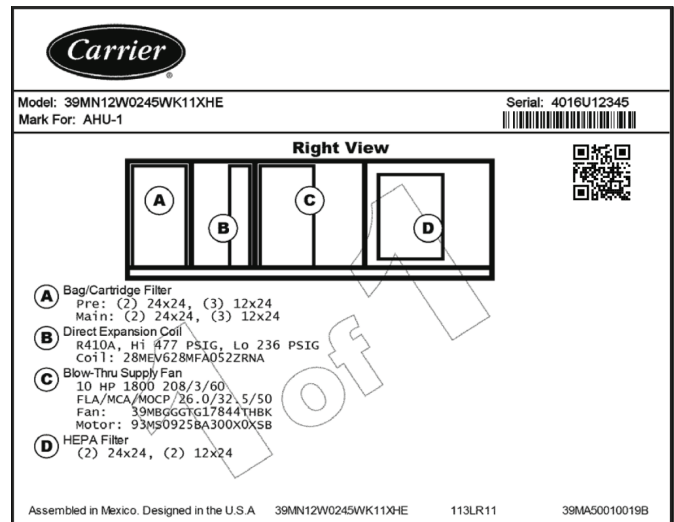 Carrier
Model: 39MN12W0245WK11XHE
Serial: 4016U12345
Mark For: AHU-1
Right View
A
B
C
D
A Bag/Cartridge Filter
Pre: (2) 24x24, (3) 12x24
Main: (2) 24x24, (3) 12x24
B Direct Expansion Coil
R410A, Hi 477 PSIG, Lo 236 PSIG
Coil: 28MEV628MFA052ZRNA
C Blow-Thru Supply Fan
10 HP 1800 208/3/60
FLA/MCA/MOCP 26.0/32.5/50
Fan: 39MBGGGTG17844THBK
Motor: 93MS0925BA300X0XSB
D HEPA Filter
(2) 24x24, (2) 12x24
1 of 1
Assembled in Mexico. Designed in the U.S.A 39MN12W0245WK11XHE 113LR11 39MA50010019B